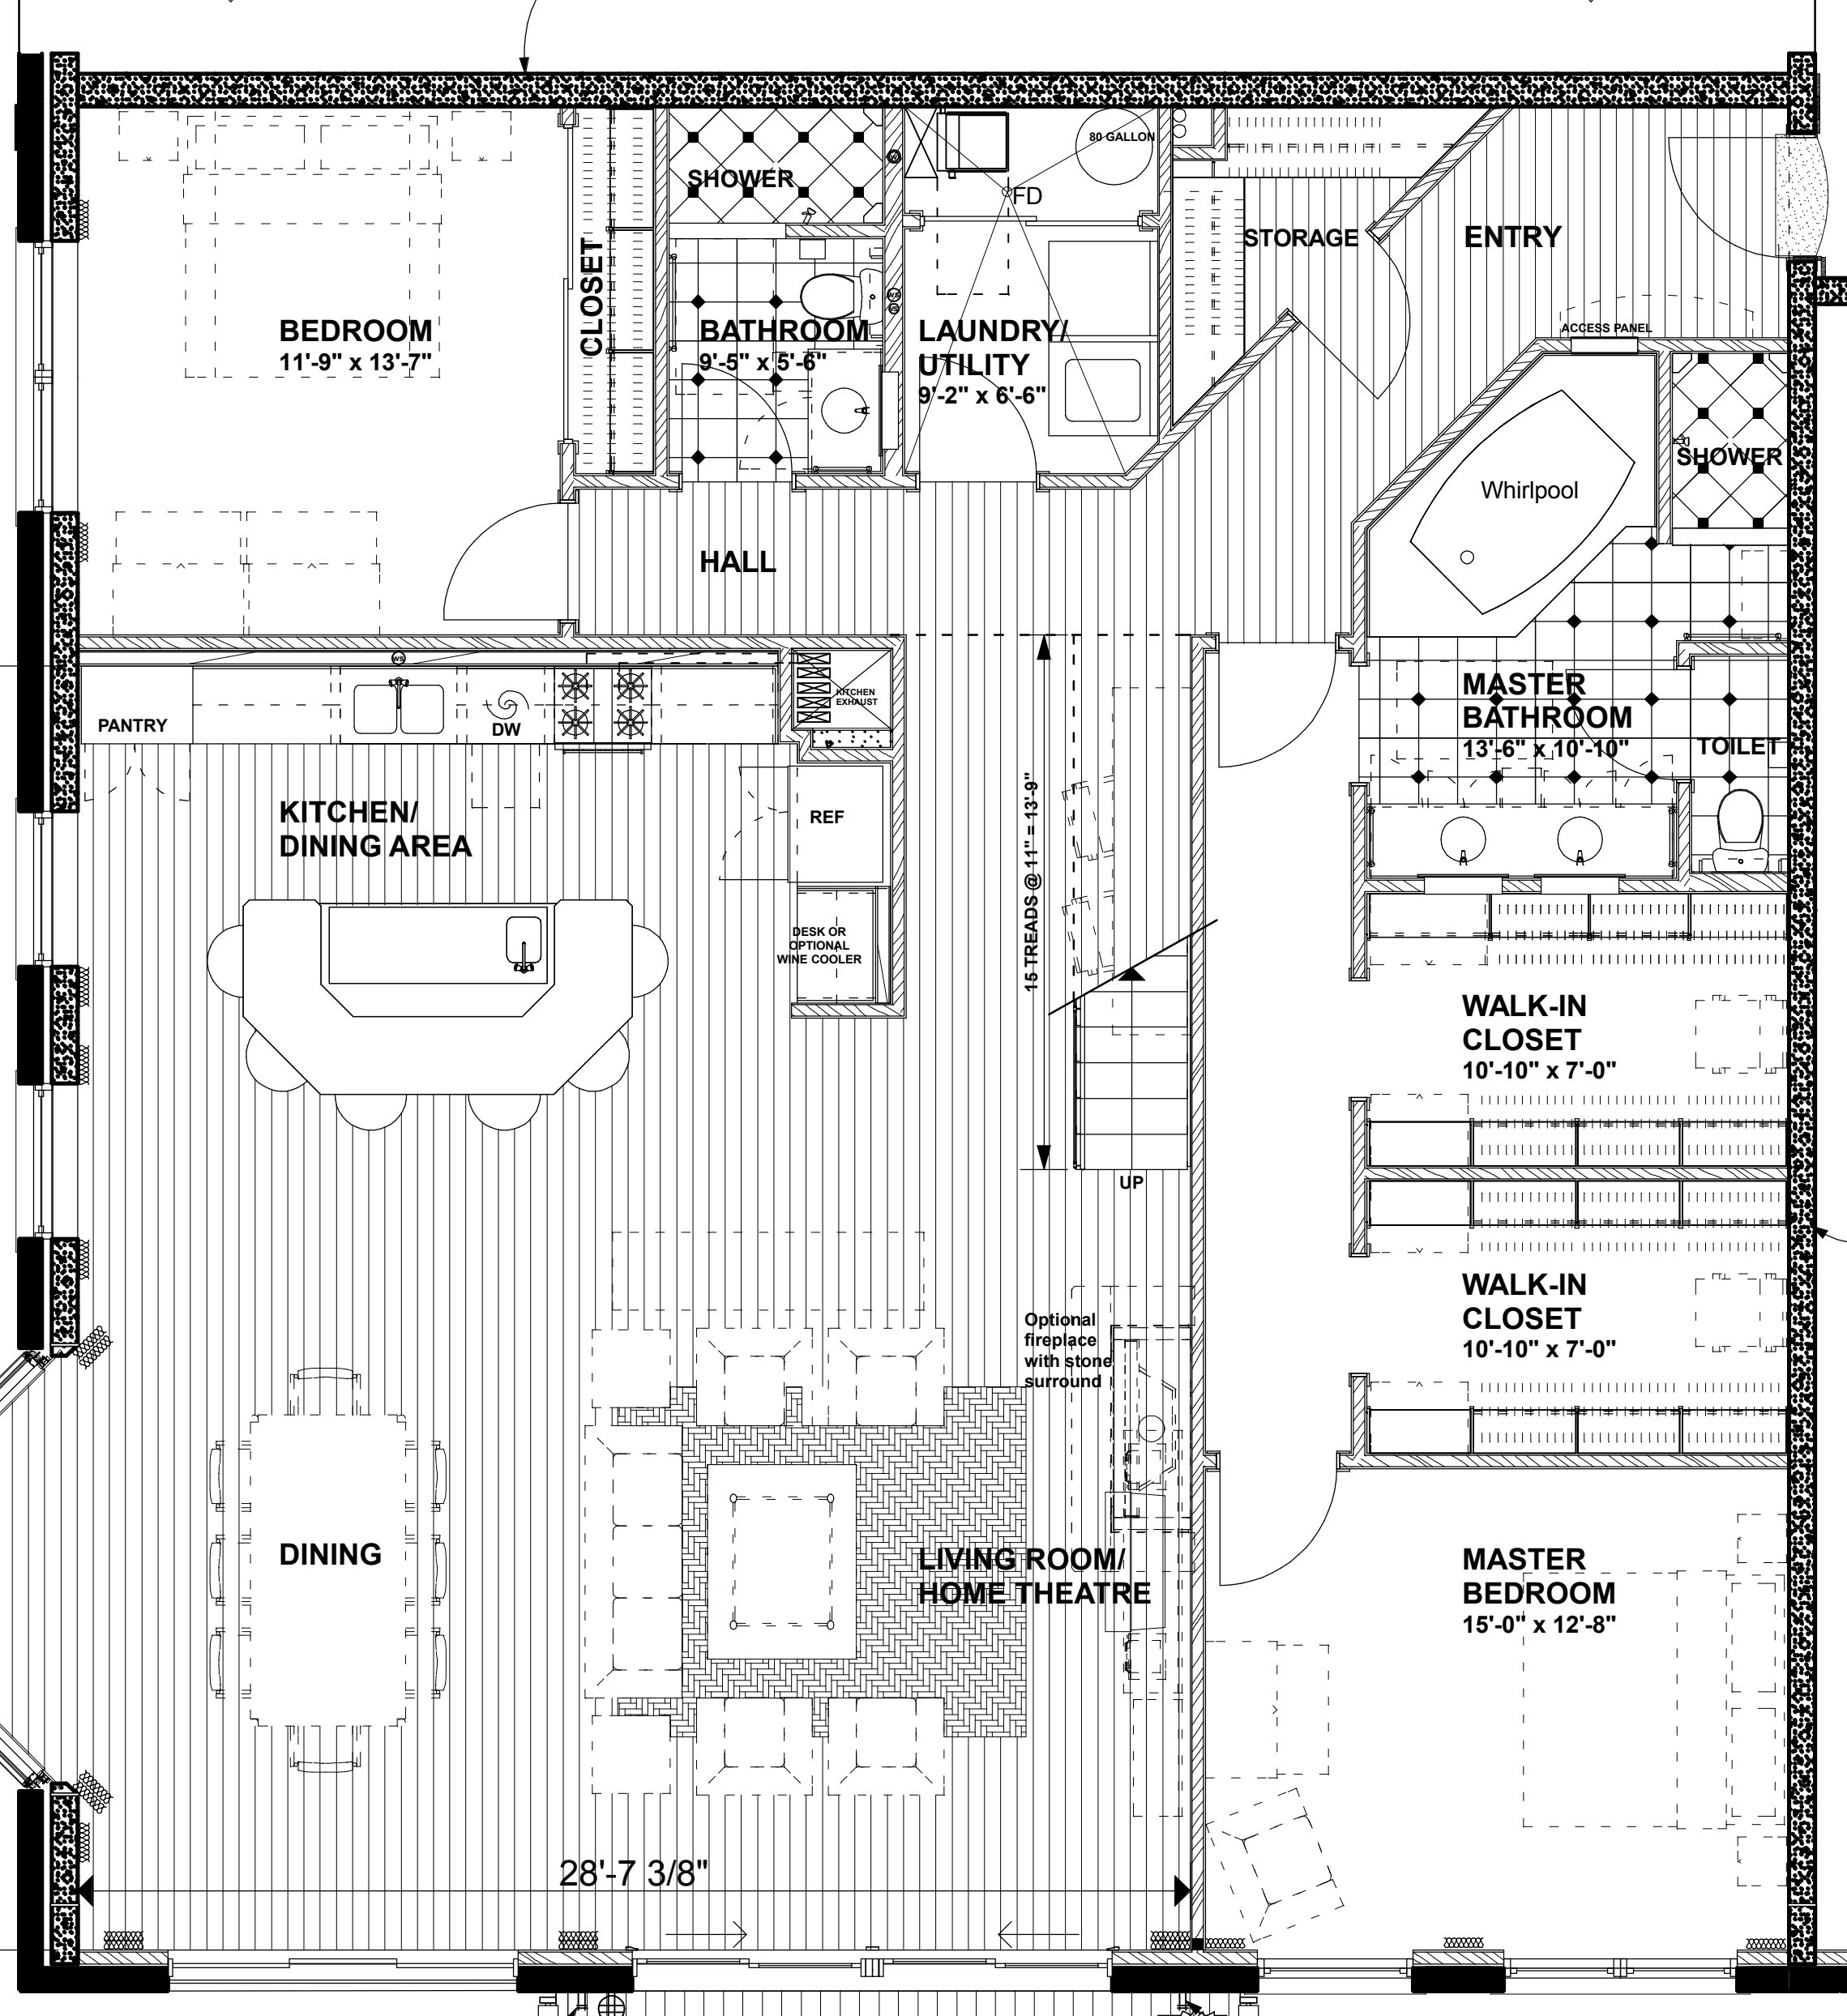 80 GALLON
SHOWER
FD
STORAGE
ENTRY
CLOSET
BEDROOM
11'-9" x 13'-7"
BATHROOM
9'-5" x 5'-6"
LAUNDRY/
UTILITY
9'-2" x 6'-6"
ACCESS PANEL
SHOWER
Whirlpool
HALL
WS
PANTRY
DW
KITCHEN
EXHAUST
MASTER
BATHROOM
13'-6" x 10'-10"
TOILET
KITCHEN/
DINING AREA
REF
15 TREADS @ 11" = 13'-9"
DESK OR
OPTIONAL
WINE COOLER
WALK-IN
CLOSET
10'-10" x 7'-0"
UP
WALK-IN
CLOSET
10'-10" x 7'-0"
Optional
fireplace
with stone
surround
DINING
LIVING ROOM/
HOME THEATRE
MASTER
BEDROOM
15'-0" x 12'-8"
28'-7 3/8"